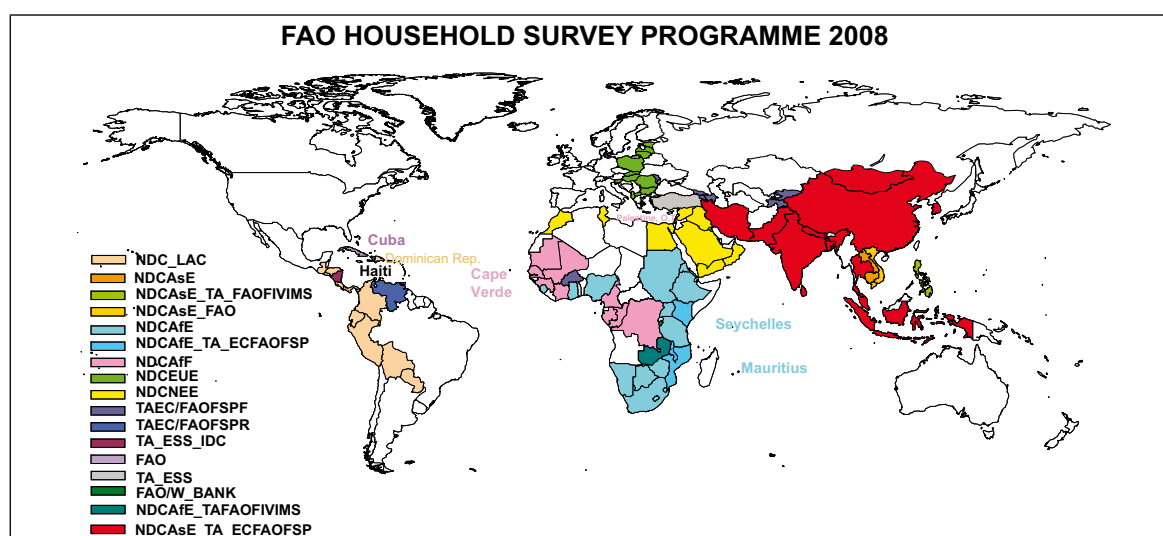 FAO HOUSEHOLD SURVEY PROGRAMME 2008
Palestine, O
Cuba
Dominican Rep.
Haiti
Cape
Verde
Seychelles
Mauritius
NDC_LAC
NDCAsE
NDCAsE_TA_FAOFIVIMS
NDCAsE_FAO
NDCAfE
NDCAfE_TA_ECFAOFSP
NDCAfF
NDCEUE
NDCNEE
TAEC/FAOFSPF
TAEC/FAOFSPR
TA_ESS_IDC
FAO
TA_ESS
FAO/W_BANK
NDCAfE_TAFAOFIVIMS
NDCAsE_TA_ECFAOFSP